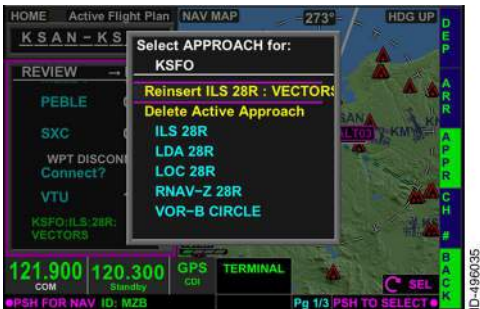 HOME Active Flight Plan NAV MAP 273° HDG UP
KSAN-KS
Select APPROACH for:
KSFO
REVIEW →
Reinsert ILS 28R : VECTORS
Delete Active Approach
PEBLE
ILS 28R
SXC
LDA 28R
WPT DISCON
LOC 28R
Connect?
RNAV-Z 28R
VTU
VOR-B CIRCLE
KSFO:ILS:28R:
VECTORS
DEP
ARR
APPR
CH
#
BACK
121.900 120.300 GPS TERMINAL
COM Standby CDI
SEL
PSH FOR NAV ID: MZB Pg 1/3 PSH TO SELECT
ID-496035